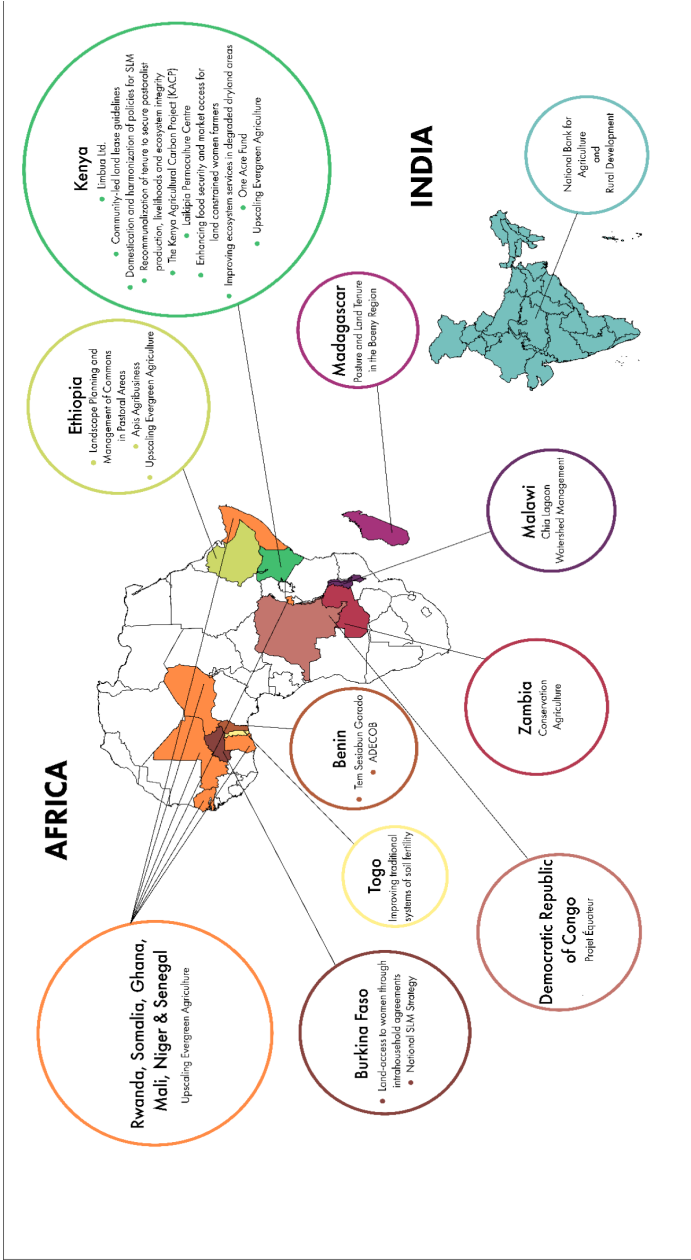 AFRICA
Rwanda, Somalia, Ghana,
Mali, Niger & Senegal
Upscaling Evergreen Agriculture
Ethiopia
• Landscape Planning and
Management of Commons
in Pastoral Areas
• Apis Agribusiness
• Upscaling Evergreen Agriculture
Kenya
• Limbua Ltd.
• Community-led land lease guidelines
• Domestication and harmonization of policies for SLM
• Recommunalization of tenure to secure pastoralist
production, livelihoods and ecosystem integrity
• The Kenya Agricultural Carbon Project (KACP)
• Laikipia Permaculture Centre
• Enhancing food security and market access for
land constrained women farmers
• Improving ecosystem services in degraded dryland areas
• One Acre Fund
• Upscaling Evergreen Agriculture
Burkina Faso
• Land-access to women through
intrahousehold agreements
• National SLM Strategy
Togo
Improving traditional
systems of soil fertility
Benin
• Tem Sesiabun Gorado
• ADECOB
Madagascar
Pasture and Land Tenure
in the Boeny Region
Democratic Republic
of Congo
Projet Équateur
Zambia
Conservation
Agriculture
Malawi
Chia Lagoon
Watershed Management
INDIA
National Bank for
Agriculture
and
Rural Development